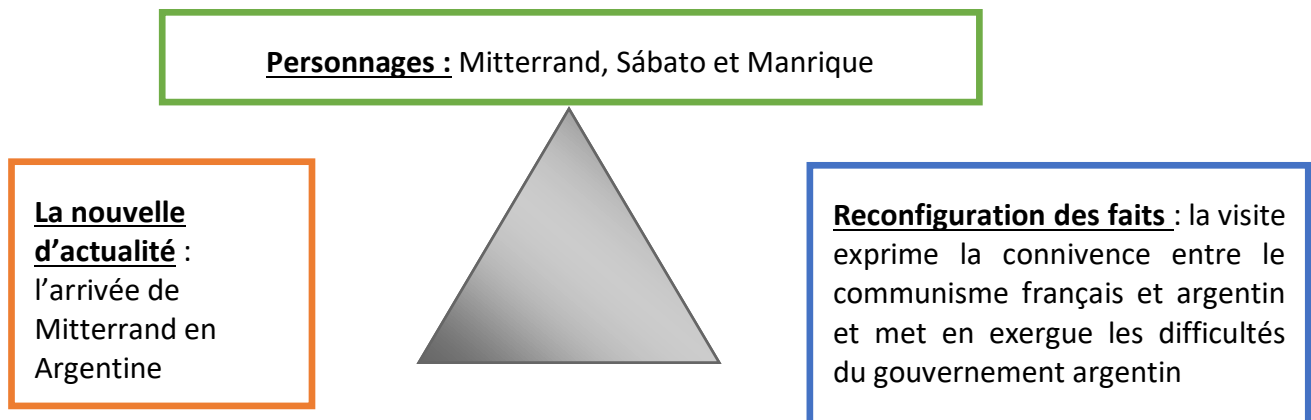 Personnages : Mitterrand, Sábato et Manrique
La nouvelle
d’actualité :
l’arrivée de
Mitterrand en
Argentine
Reconfiguration des faits : la visite
exprime la connivence entre le
communisme français et argentin
et met en exergue les difficultés
du gouvernement argentin